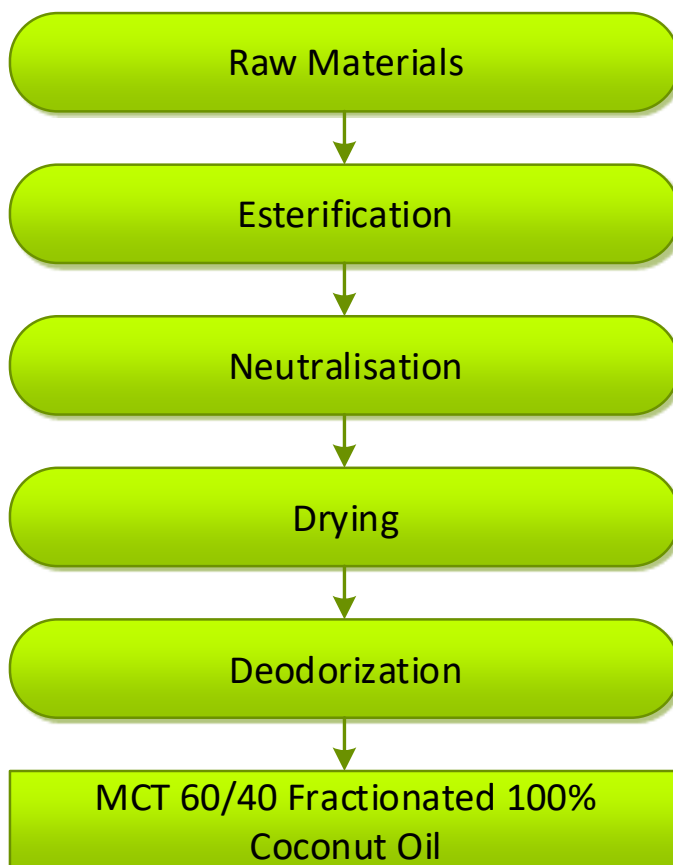 Raw Materials
Esterification
Neutralisation
Drying
Deodorization
MCT 60/40 Fractionated 100%
Coconut Oil